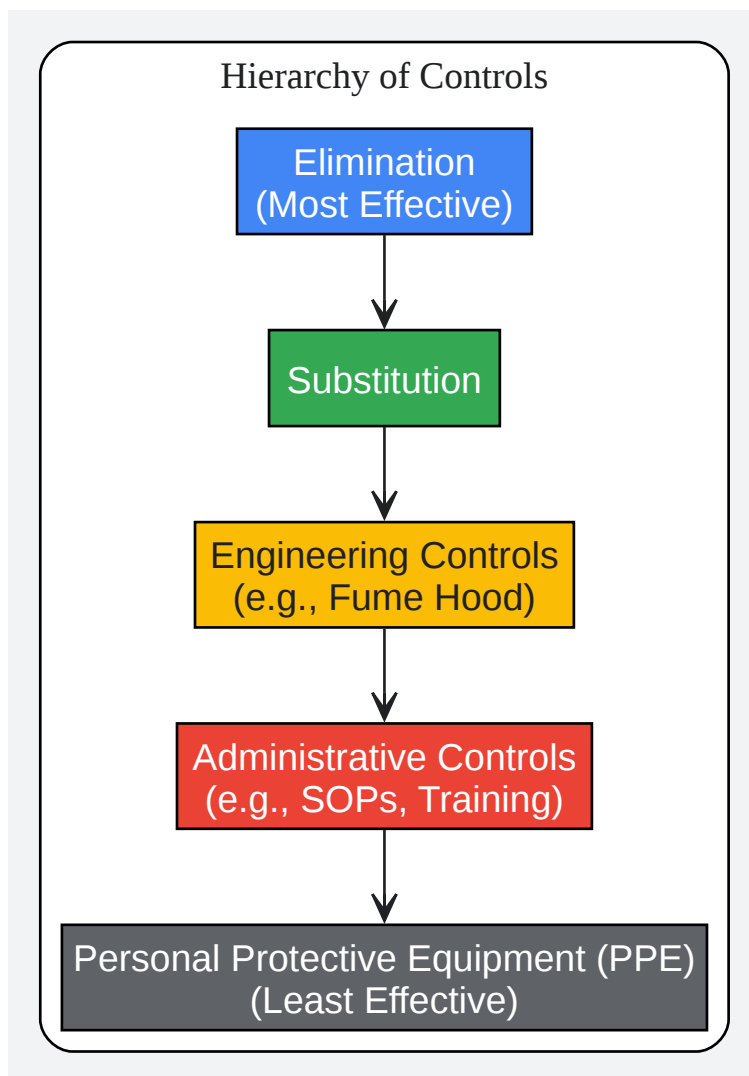 Hierarchy of Controls
Elimination
(Most Effective)
Substitution
Engineering Controls
(e.g., Fume Hood)
Administrative Controls
(e.g., SOPs, Training)
Personal Protective Equipment (PPE)
(Least Effective)